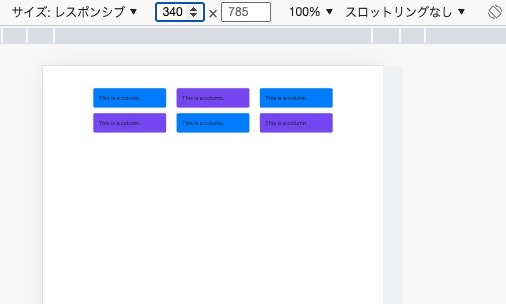 サイズ: レスポンシブ ▼ 340 × 785 100% ▼ スロットリングなし ▼
This is a column. This is a column. This is a column.
This is a column. This is a column. This is a column.